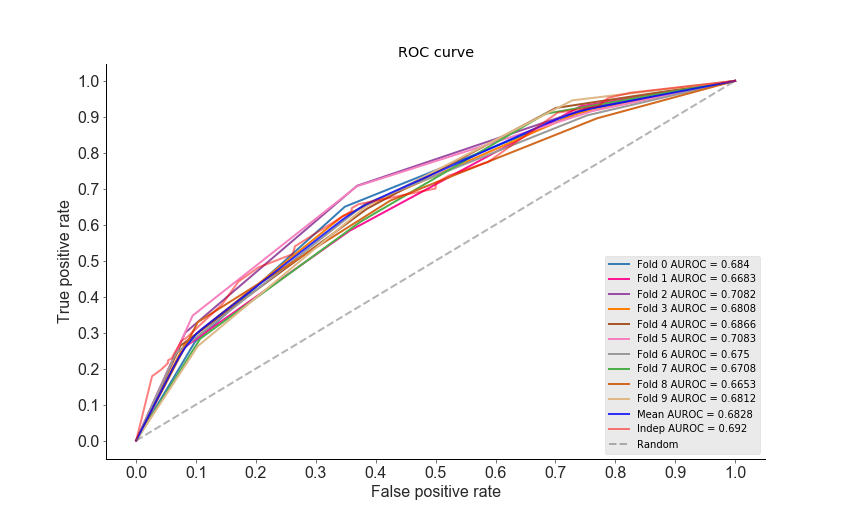 ROC curve
True positive rate
1.0
0.9
0.8
0.7
0.6
0.5
0.4
0.3
0.2
0.1
0.0
Fold 0 AUROC = 0.684
Fold 1 AUROC = 0.6683
Fold 2 AUROC = 0.7082
Fold 3 AUROC = 0.6808
Fold 4 AUROC = 0.6866
Fold 5 AUROC = 0.7083
Fold 6 AUROC = 0.675
Fold 7 AUROC = 0.6708
Fold 8 AUROC = 0.6653
Fold 9 AUROC = 0.6812
Mean AUROC = 0.6828
Indep AUROC = 0.692
Random
0.0 0.1 0.2 0.3 0.4 0.5 0.6 0.7 0.8 0.9 1.0
False positive rate